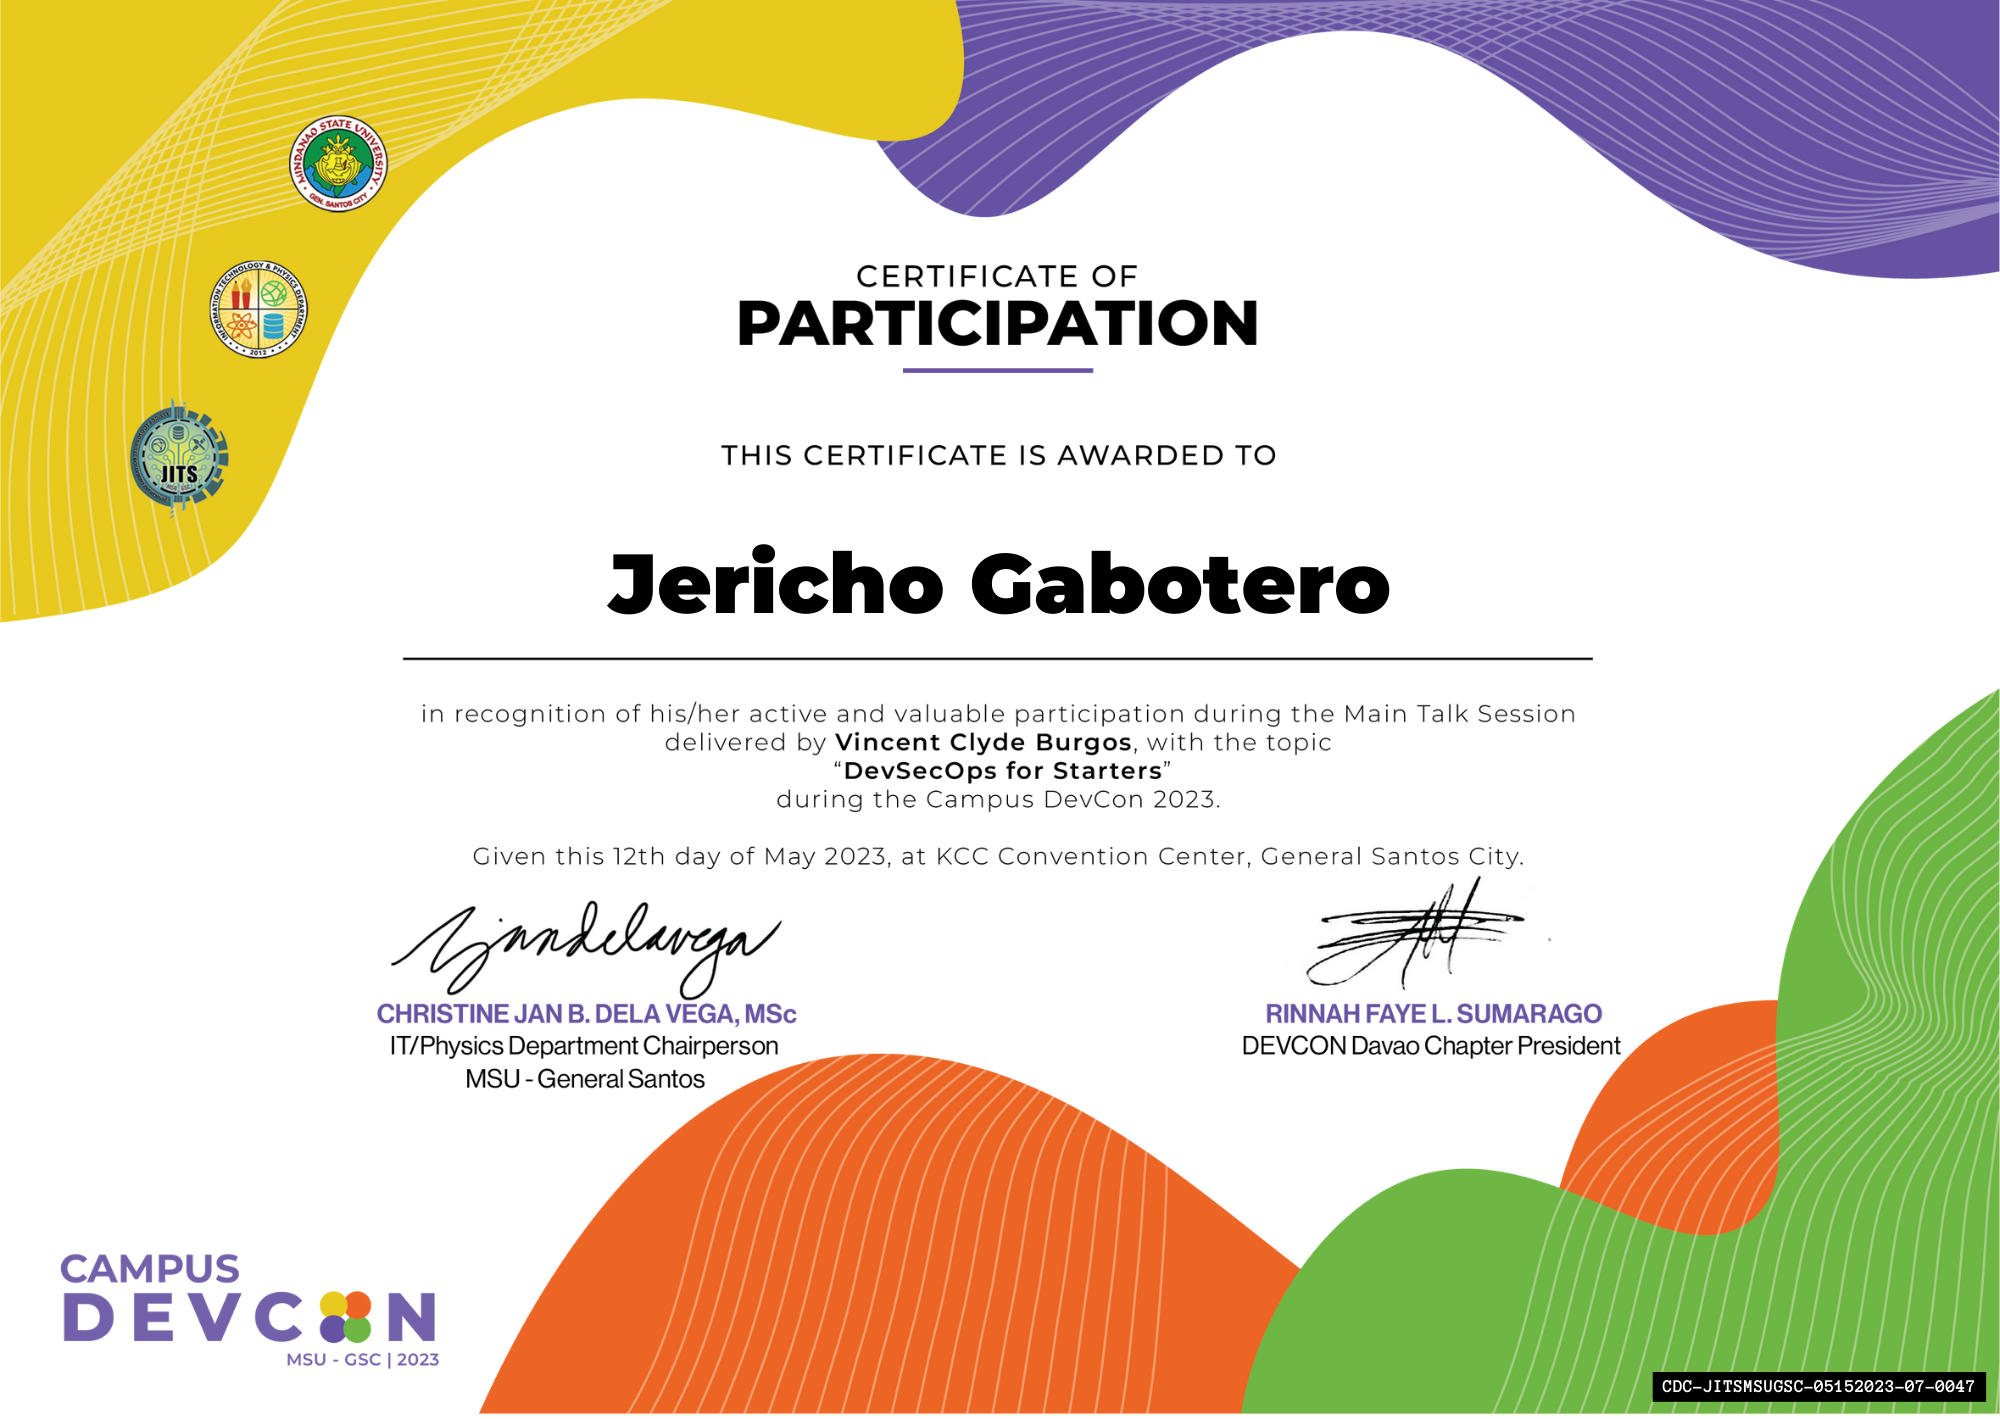 MINDANAO STATE UNIVERSITY
GEN. SANTOS CITY
INFORMATION TECHNOLOGY & PHYSICS DEPARTMENT
2012
JITS
CERTIFICATE OF
PARTICIPATION
THIS CERTIFICATE IS AWARDED TO
Jericho Gabotero
in recognition of his/her active and valuable participation during the Main Talk Session
delivered by Vincent Clyde Burgos, with the topic
“DevSecOps for Starters”
during the Campus DevCon 2023.
Given this 12th day of May 2023, at KCC Convention Center, General Santos City.
CHRISTINE JAN B. DELA VEGA, MSc
IT/Physics Department Chairperson
MSU - General Santos
RINNAH FAYE L. SUMARAGO
DEVCON Davao Chapter President
CAMPUS
DEVCON
MSU - GSC | 2023
CDC-JITSMSUGSC-05152023-07-0047